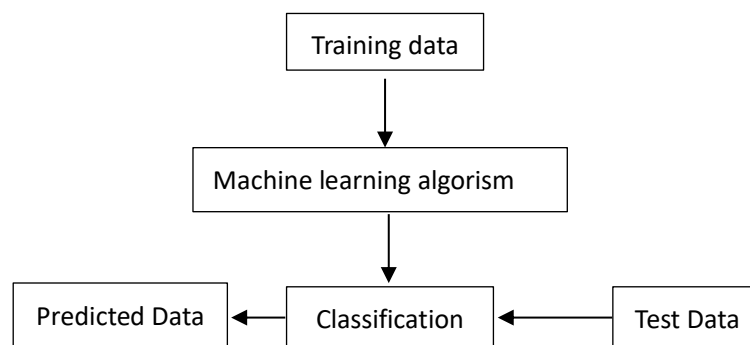 Training data
Machine learning algorism
Predicted Data
Classification
Test Data